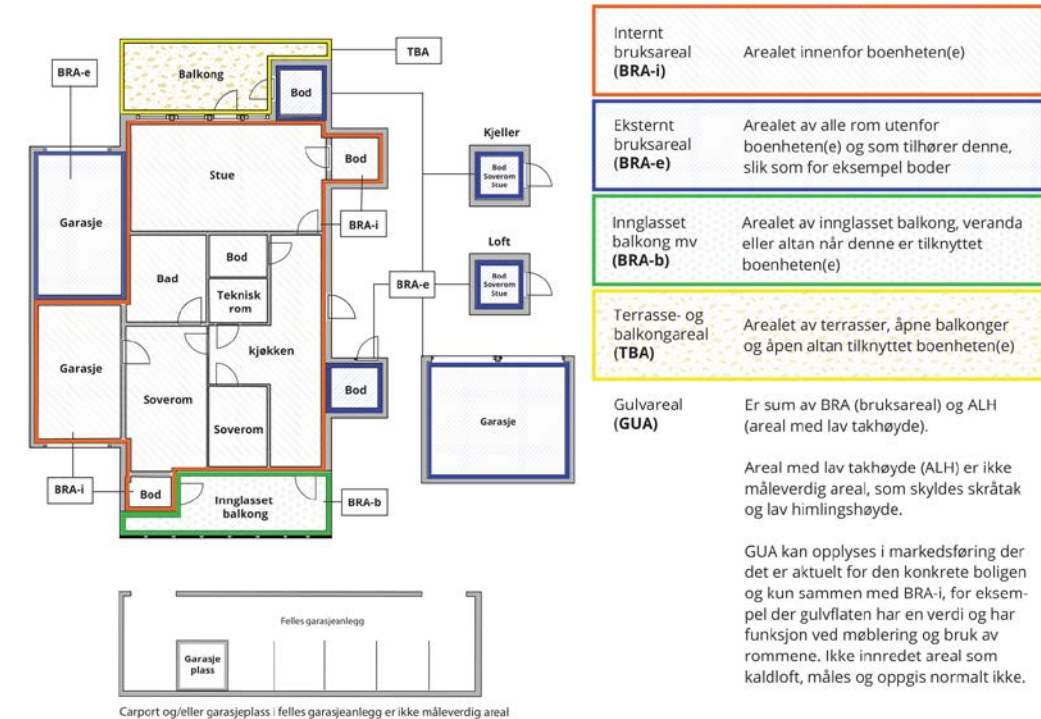 TBA
BRA-e
Balkong
Bod
Kjeller
Bod
Soverom
Stue
Stue
Bod
Garasje
BRA-i
Loft
Bod
Soverom
Stue
Bad
Bod
Teknisk
rom
BRA-e
kjøkken
Garasje
Soverom
Bod
Soverom
Garasje
BRA-i
Bod
Innglasset
balkong
BRA-b
Felles garasjeanlegg
Garasje
plass
Carport og/eller garasjeplass i felles garasjeanlegg er ikke måleverdig areal
Internt
bruksareal
(BRA-i)
Arealet innenfor boenheten(e)
Eksternt
bruksareal
(BRA-e)
Arealet av alle rom utenfor
boenheten(e) og som tilhører denne,
slik som for eksempel boder
Innglasset
balkong mv
(BRA-b)
Arealet av innglasset balkong, veranda
eller altan når denne er tilknyttet
boenheten(e)
Terrasse- og
balkongareal
(TBA)
Arealet av terrasser, åpne balkonger
og åpen altan tilknyttet boenheten(e)
Gulvareal
(GUA)
Er sum av BRA (bruksareal) og ALH
(areal med lav takhøyde).
Areal med lav takhøyde (ALH) er ikke
måleverdig areal, som skyldes skråtak
og lav himlingshøyde.
GUA kan opplyses i markedsføring der
det er aktuelt for den konkrete boligen
og kun sammen med BRA-i, for eksem-
pel der gulvflaten har en verdi og har
funksjon ved møblering og bruk av
rommene. Ikke innredet areal som
kaldloft, måles og oppgis normalt ikke.